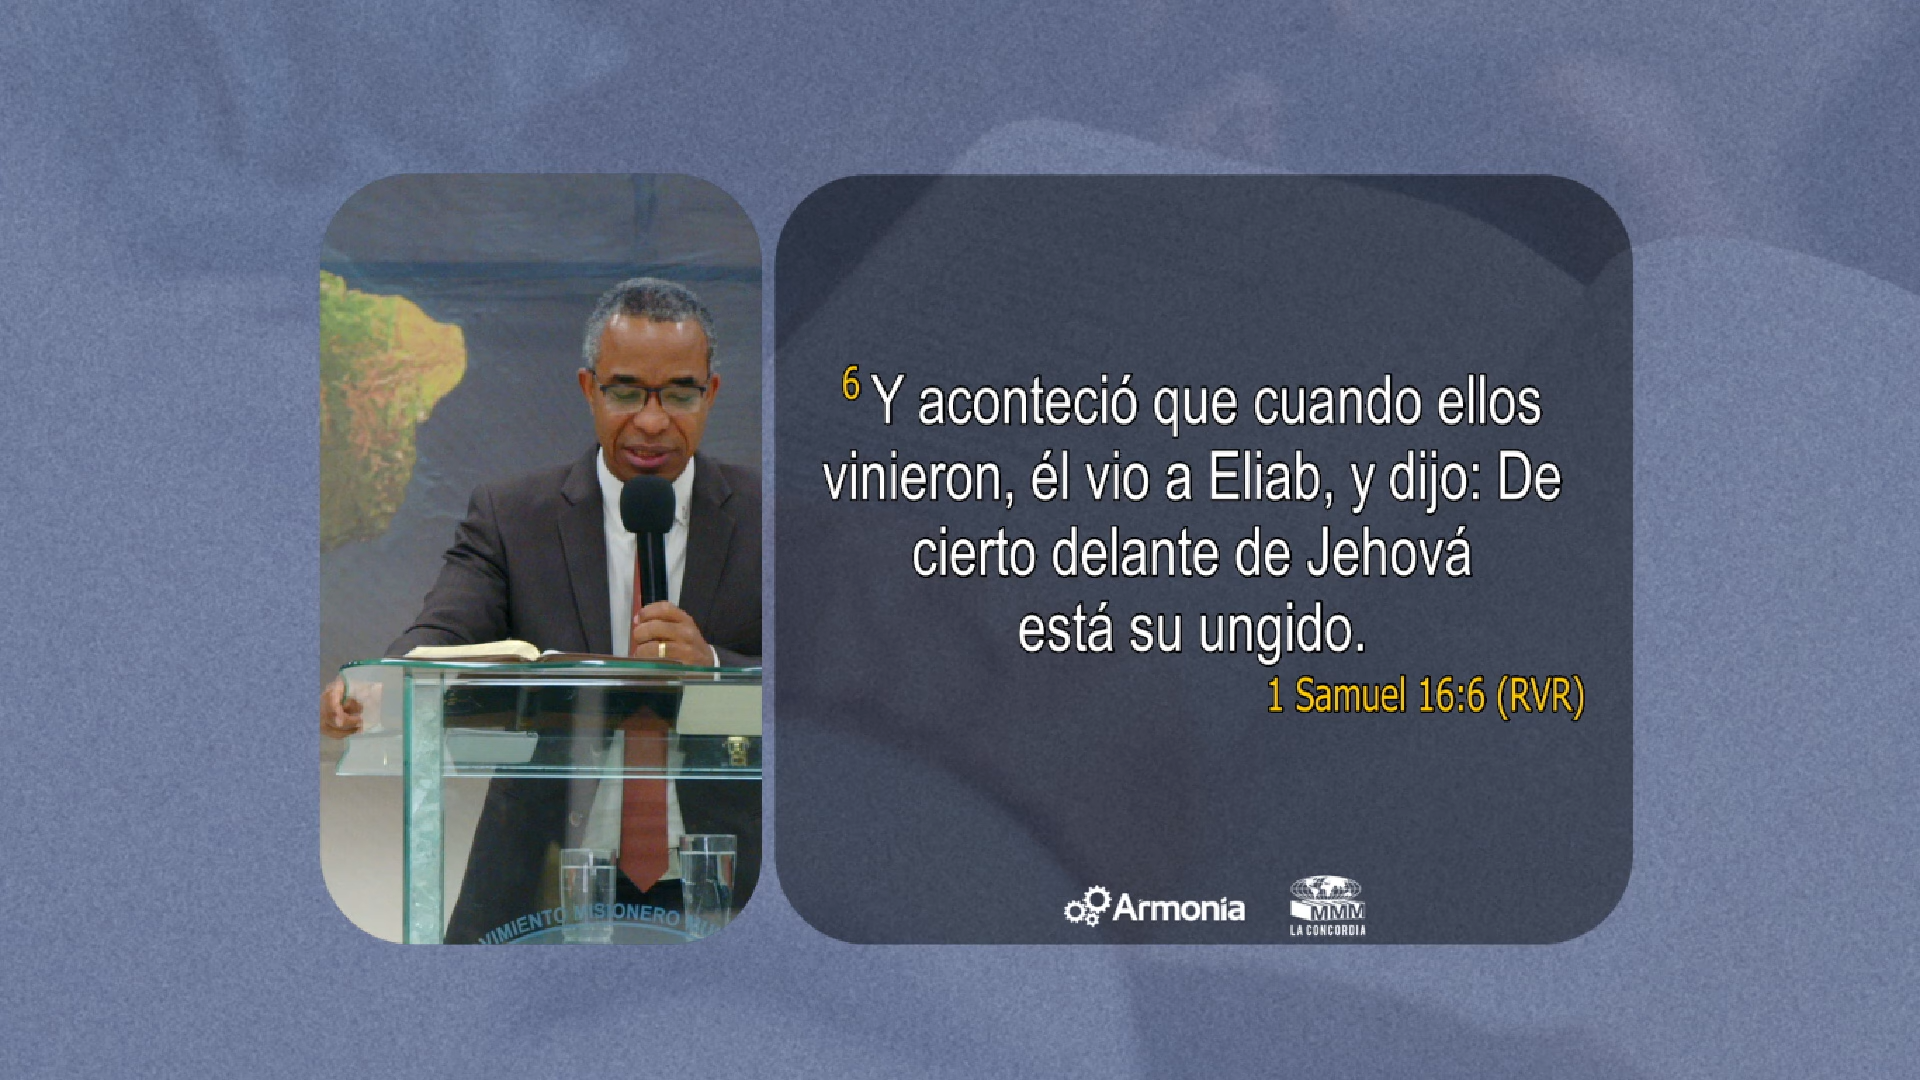 6 Y aconteció que cuando ellos
vinieron, él vio a Eliab, y dijo: De
cierto delante de Jehová
está su ungido.
1 Samuel 16:6 (RVR)
Armonía
MMM
LA CONCORDIA
VIMIENTO MISIONERO MU